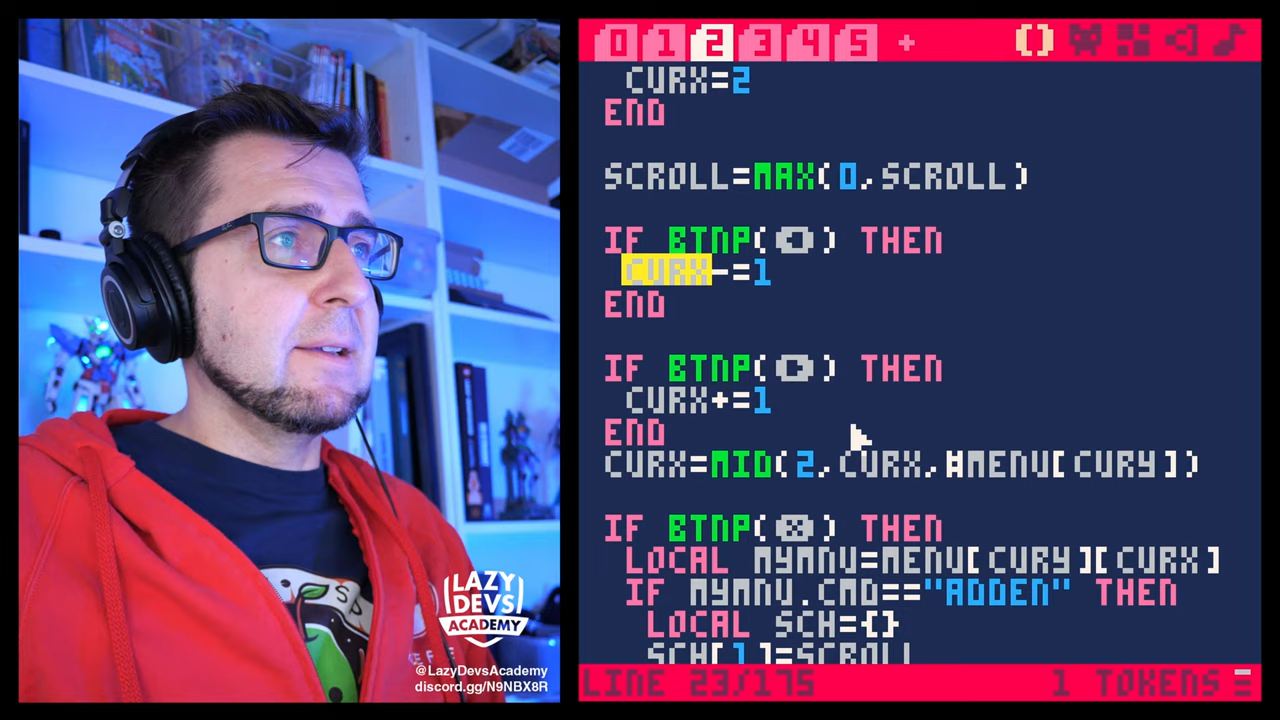 0 1 2 3 4 5 +
CURX=2
END
SCROLL=MAX(0,SCROLL)
IF BTNP(⬅️) THEN
CURX-=1
END
IF BTNP(➡️) THEN
CURX+=1
END
CURX=MID(2,CURX,#MENU[CURY])
IF BTNP(❎) THEN
LOCAL MYMNU=MENU[CURY][CURX]
IF MYMNU.CMD=="ADDEN" THEN
LOCAL SCH={}
SCH[1]=SCROLL
LINE 23/175 1 TOKENS
LAZY
DEVS
ACADEMY
@LazyDevsAcademy
discord.gg/N9NBX8R